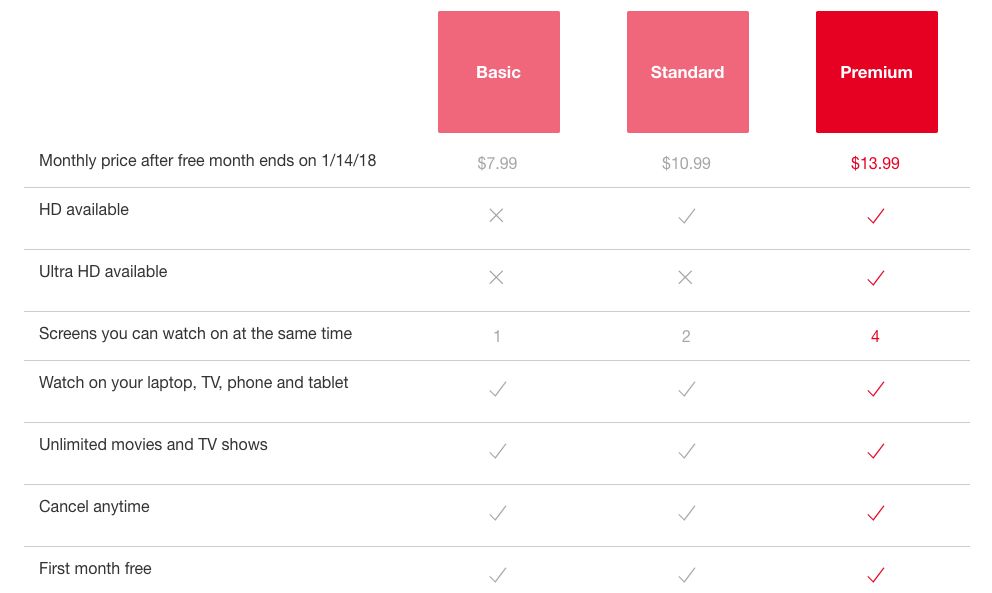 Basic Standard Premium
Monthly price after free month ends on 1/14/18 $7.99 $10.99 $13.99
HD available
Ultra HD available
Screens you can watch on at the same time 1 2 4
Watch on your laptop, TV, phone and tablet
Unlimited movies and TV shows
Cancel anytime
First month free